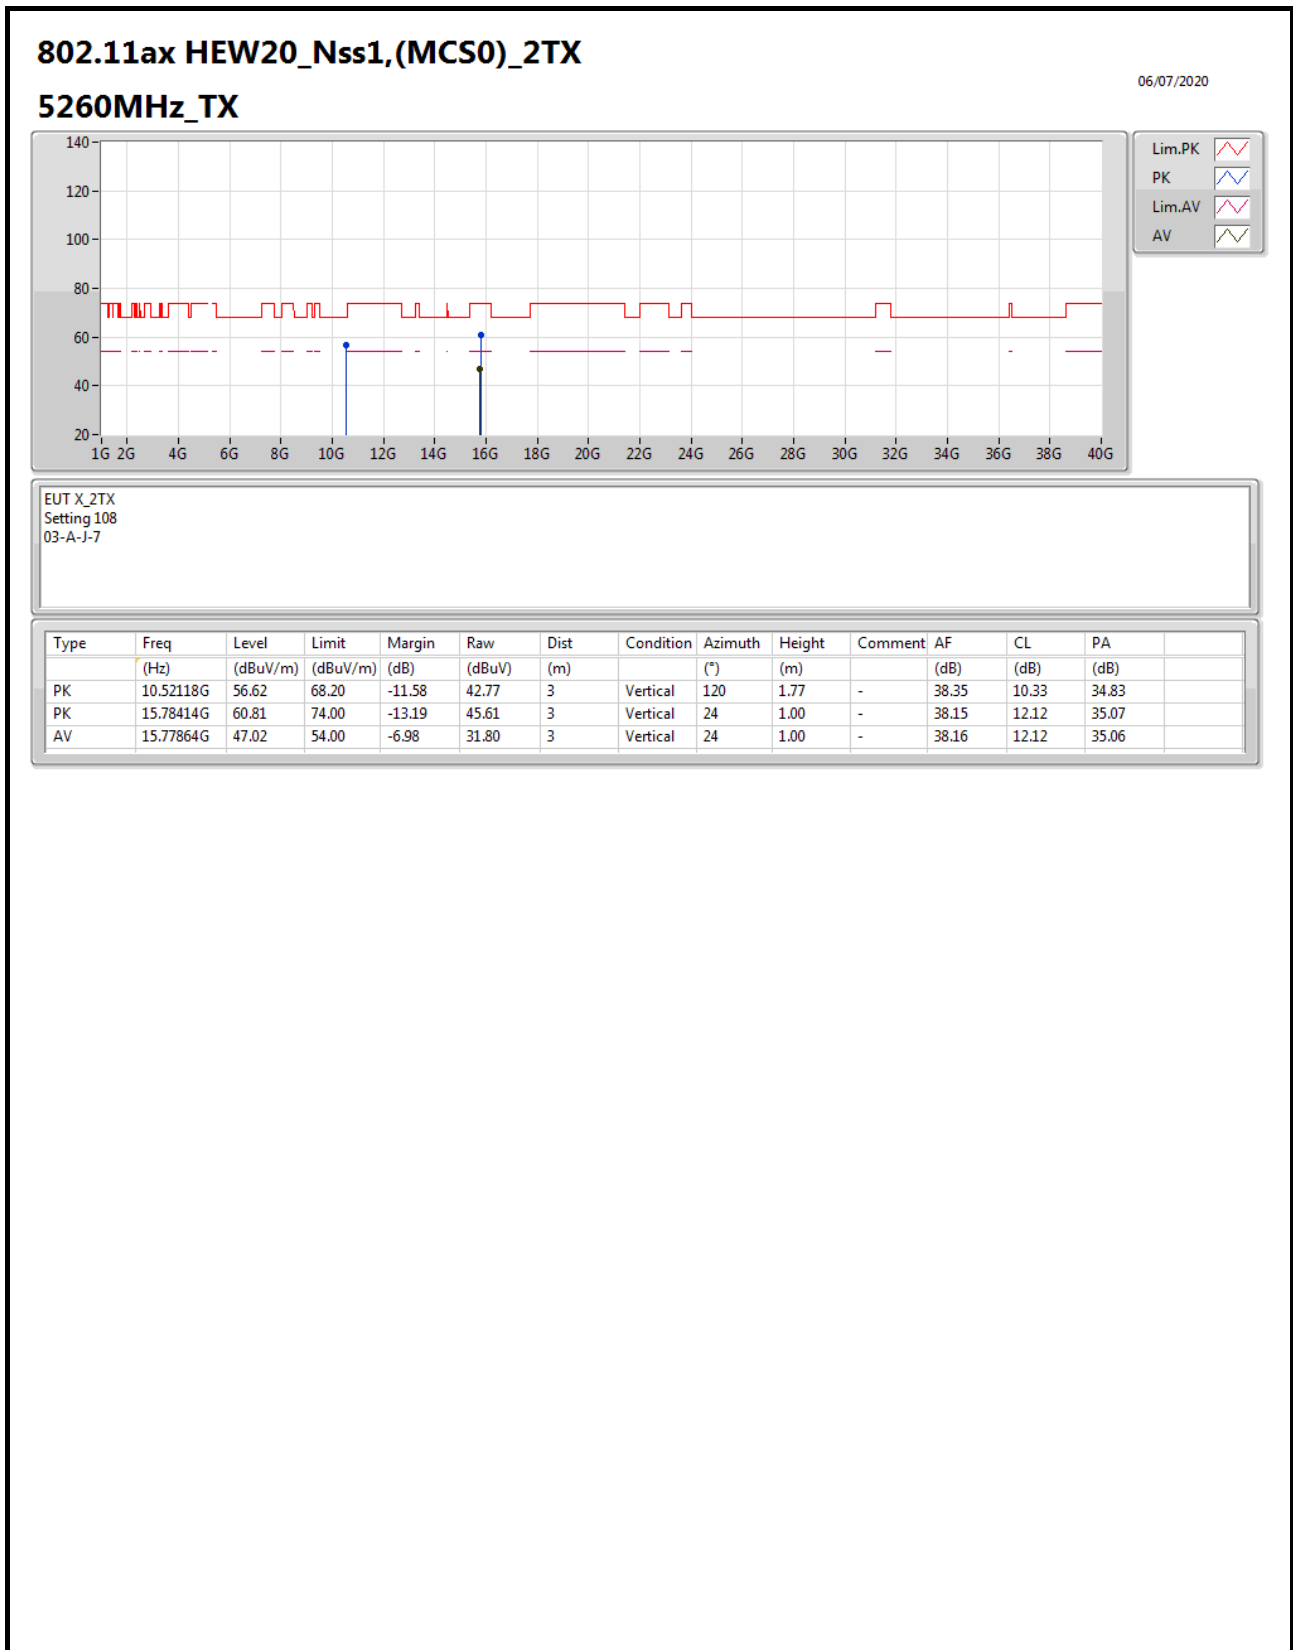 802.11ax HEW20_Nss1,(MCS0)_2TX
06/07/2020
5260MHz_TX
140
120
100
80
60
40
20
1G 2G 4G 6G 8G 10G 12G 14G 16G 18G 20G 22G 24G 26G 28G 30G 32G 34G 36G 38G 40G
Lim.PK
PK
Lim.AV
AV
EUT X_2TX
Setting 108
03-A-J-7
Type Freq Level Limit Margin Raw Dist Condition Azimuth Height Comment AF CL PA
(Hz) (dBuV/m) (dBuV/m) (dB) (dBuV) (m) (°) (m) (dB) (dB) (dB)
PK 10.52118G 56.62 68.20 -11.58 42.77 3 Vertical 120 1.77 - 38.35 10.33 34.83
PK 15.78414G 60.81 74.00 -13.19 45.61 3 Vertical 24 1.00 - 38.15 12.12 35.07
AV 15.77864G 47.02 54.00 -6.98 31.80 3 Vertical 24 1.00 - 38.16 12.12 35.06